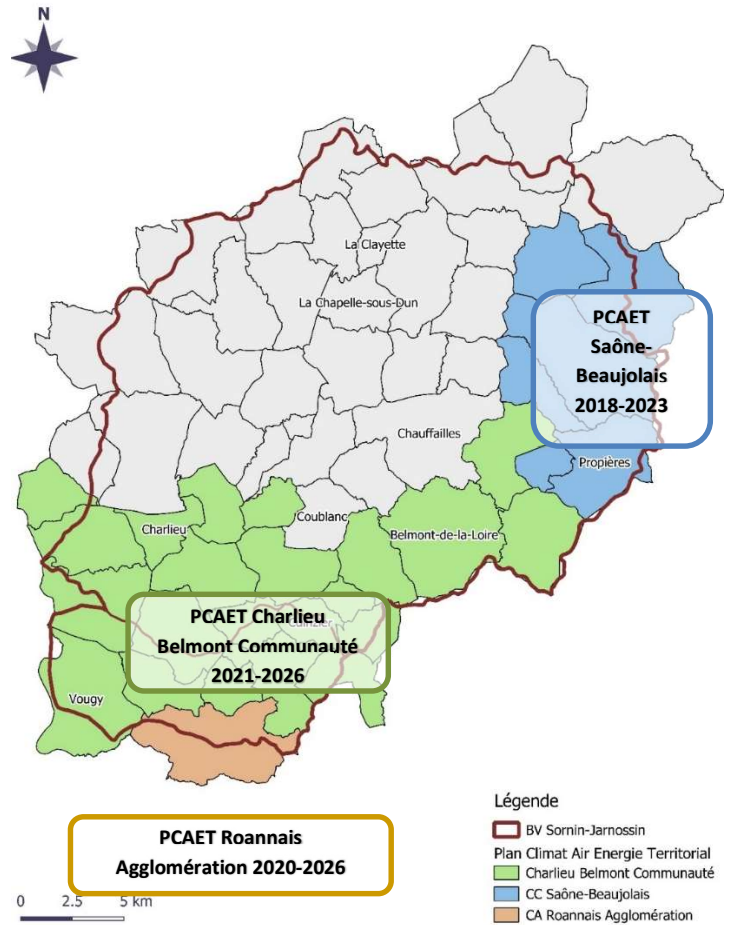 N
La Clayette
La Chapelle-sous-Dun
PCAET
Saône-
Beaujolais
2018-2023
Chauffailles
Propières
Coublanc
Charlieu
Belmont-de-la-Loire
PCAET Charlieu
Belmont Communauté
2021-2026
Vougy
PCAET Roannais
Agglomération 2020-2026
0 2.5 5 km
Légende
BV Sornin-Jarnossin
Plan Climat Air Energie Territorial
Charlieu Belmont Communauté
CC Saône-Beaujolais
CA Roannais Agglomération